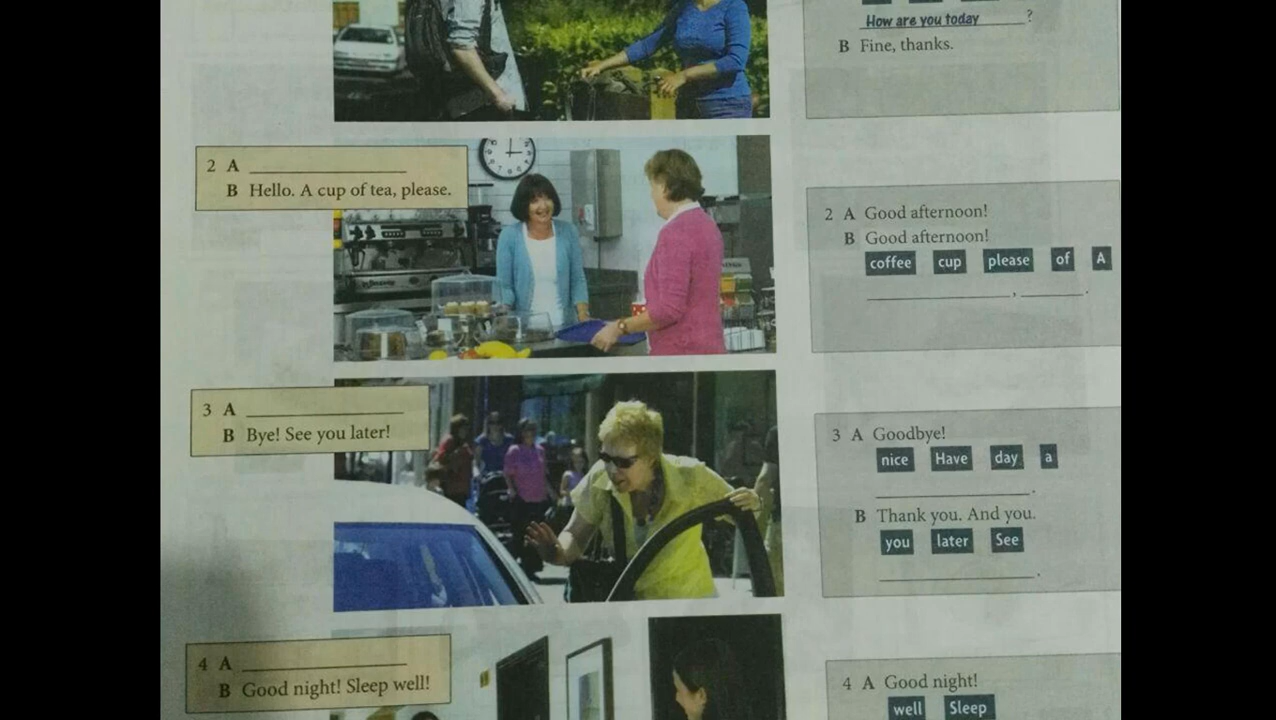 How are you today ?
B Fine, thanks.
2 A
B Hello. A cup of tea, please.
2 A Good afternoon!
B Good afternoon!
coffee cup please of A
, .
3 A
B Bye! See you later!
3 A Goodbye!
nice Have day a
.
B Thank you. And you.
you later See
.
4 A
B Good night! Sleep well!
4 A Good night!
well Sleep